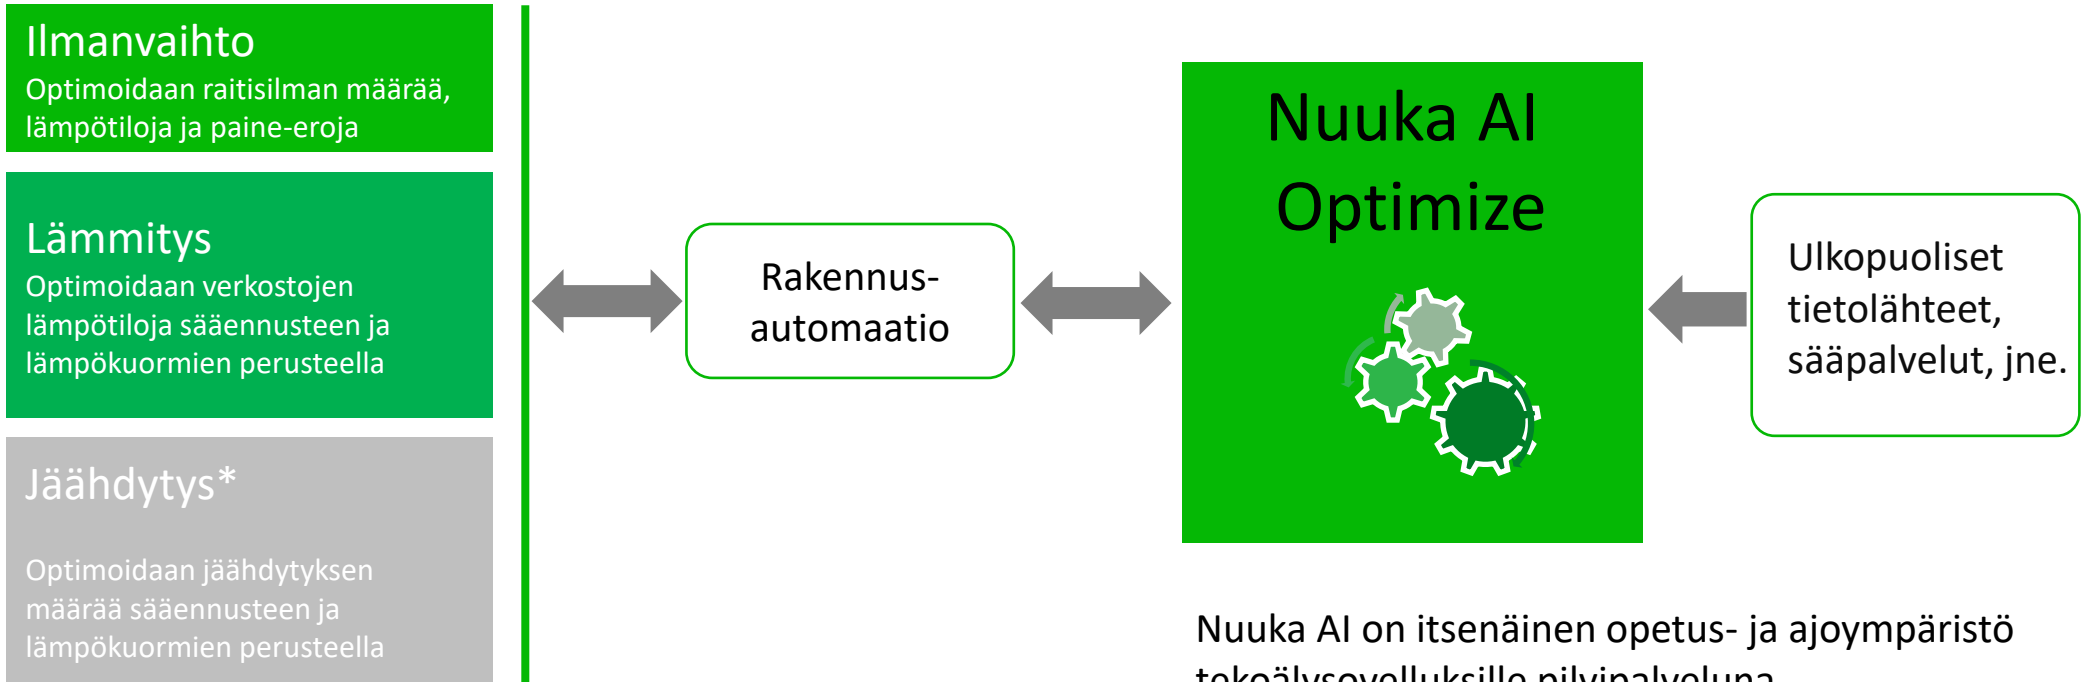 Ilmanvaihto
Optimoidaan raitisilman määrää,
lämpötiloja ja paine-eroja
Lämmitys
Optimoidaan verkostojen
lämpötiloja sääennusteen ja
lämpökuormien perusteella
Jäähdytys*
Optimoidaan jäähdytyksen
määrää sääennusteen ja
lämpökuormien perusteella
Rakennus-
automaatio
Nuuka AI
Optimize
Ulkopuoliset
tietolähteet,
sääpalvelut, jne.
Nuuka AI on itsenäinen opetus- ja ajoympäristö
tekoälysovelluksille pilvipalveluna